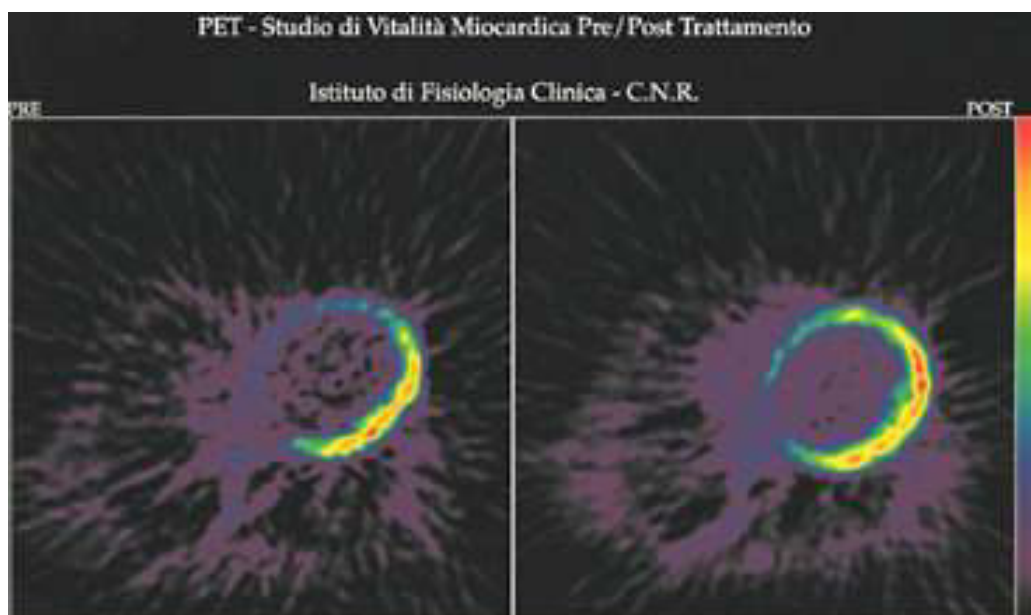 PET - Studio di Vitalità Miocardica Pre/Post Trattamento
Istituto di Fisiologia Clinica - C.N.R.
PRE
POST